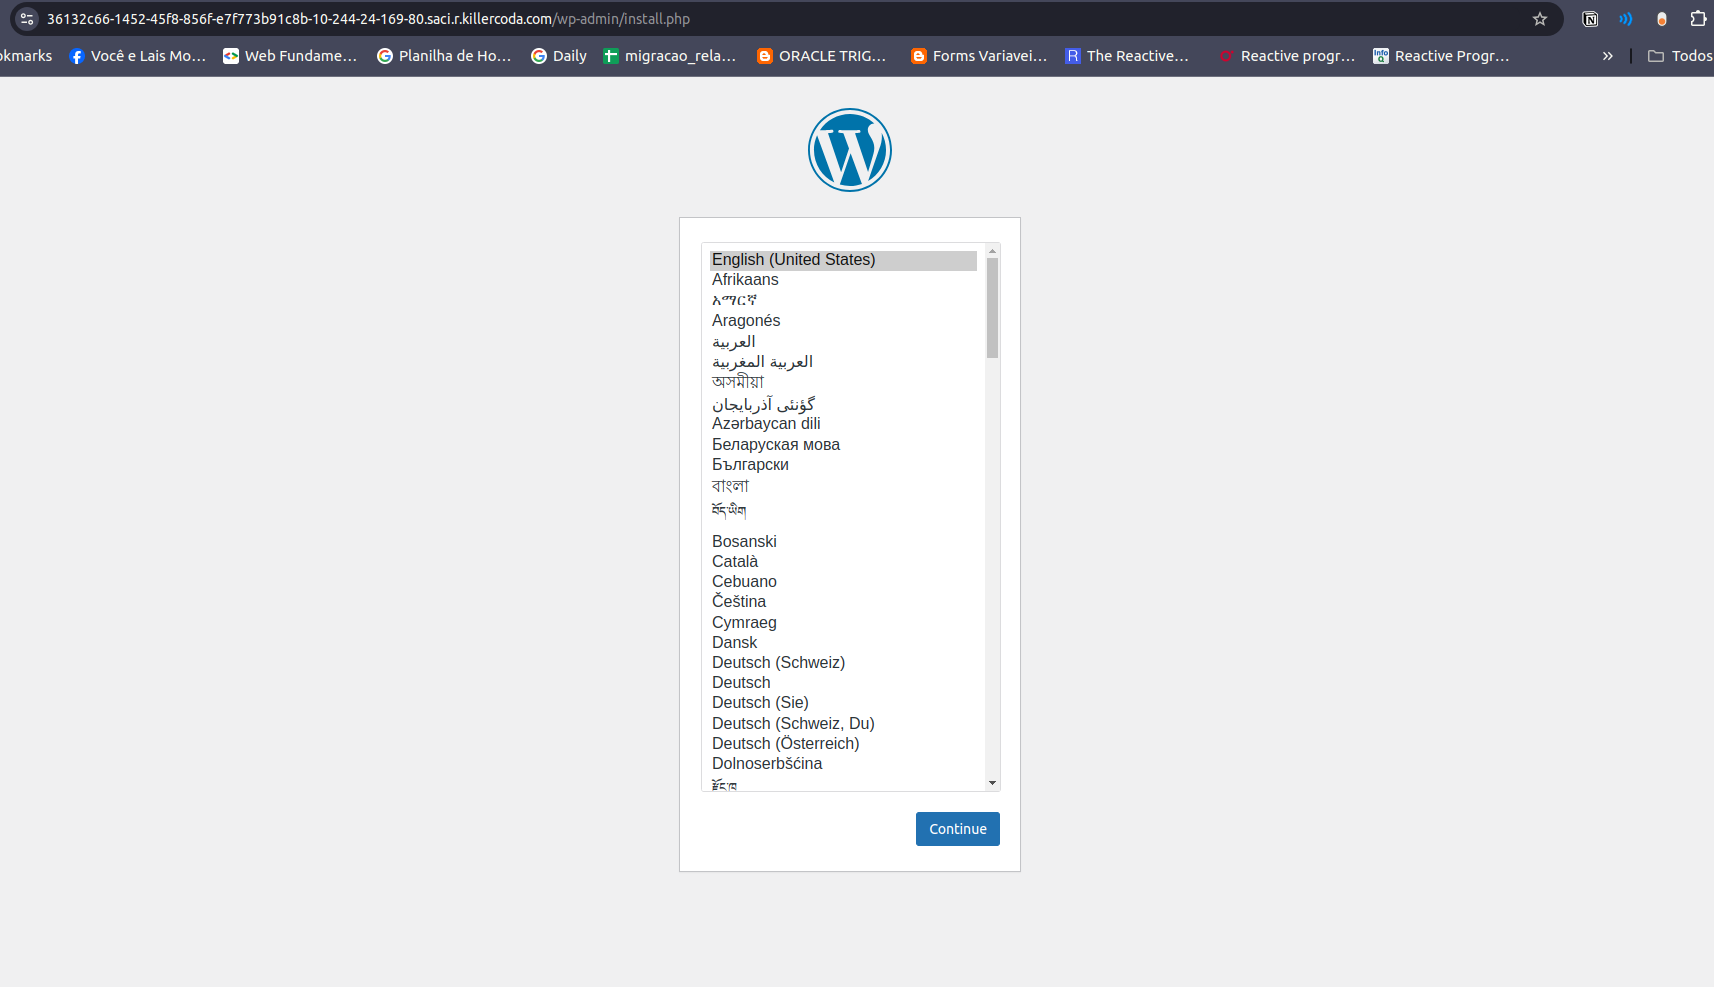 36132c66-1452-45f8-856f-e7f773b91c8b-10-244-24-169-80.saci.r.killercoda.com/wp-admin/install.php
okmarks Você e Lais Mo... Web Fundame... Planilha de Ho... Daily migracao_rela... ORACLE TRIG... Forms Variavei... The Reactive... Reactive progr... Reactive Progr... » Todos
English (United States)
Afrikaans
አማርኛ
Aragonés
العربية
العربية المغربية
অসমীয়া
گؤنئی آذربایجان
Azərbaycan dili
Беларуская мова
Български
বাংলা
བོད་ཡིག
Bosanski
Català
Cebuano
Čeština
Cymraeg
Dansk
Deutsch (Schweiz)
Deutsch
Deutsch (Sie)
Deutsch (Schweiz, Du)
Deutsch (Österreich)
Dolnoserbšćina
རྫོང་ཁ
Continue